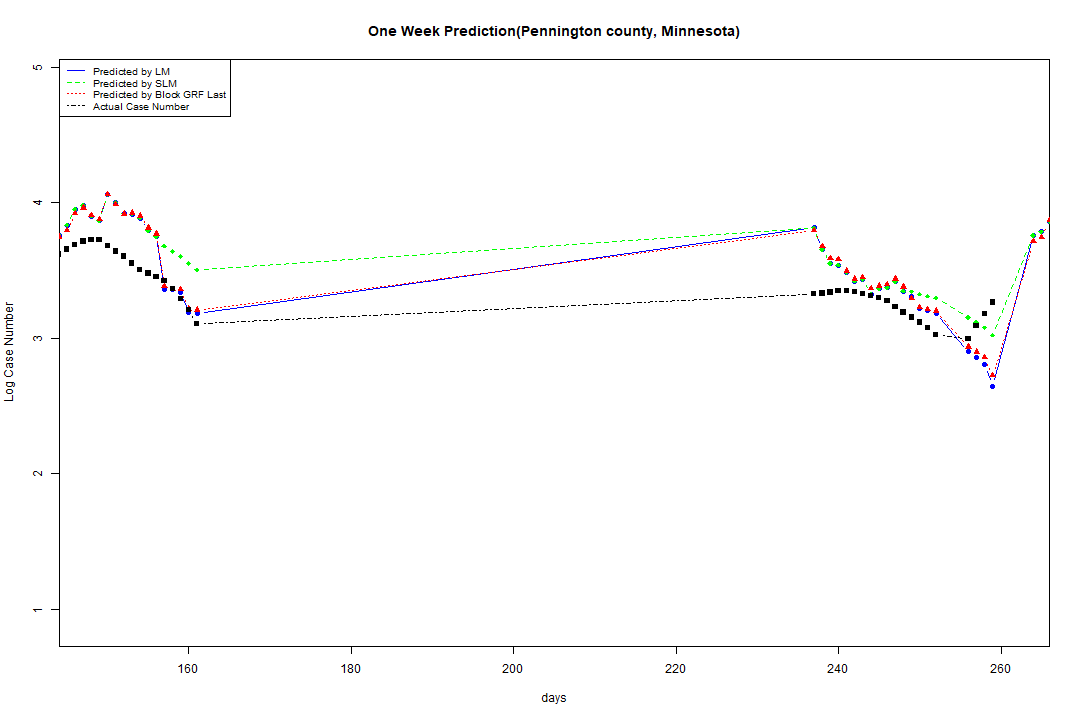 One Week Prediction(Pennington county, Minnesota)
Predicted by LM
Predicted by SLM
Predicted by Block GRF Last
Actual Case Number
5
4
3
2
1
Log Case Number
160 180 200 220 240 260
days